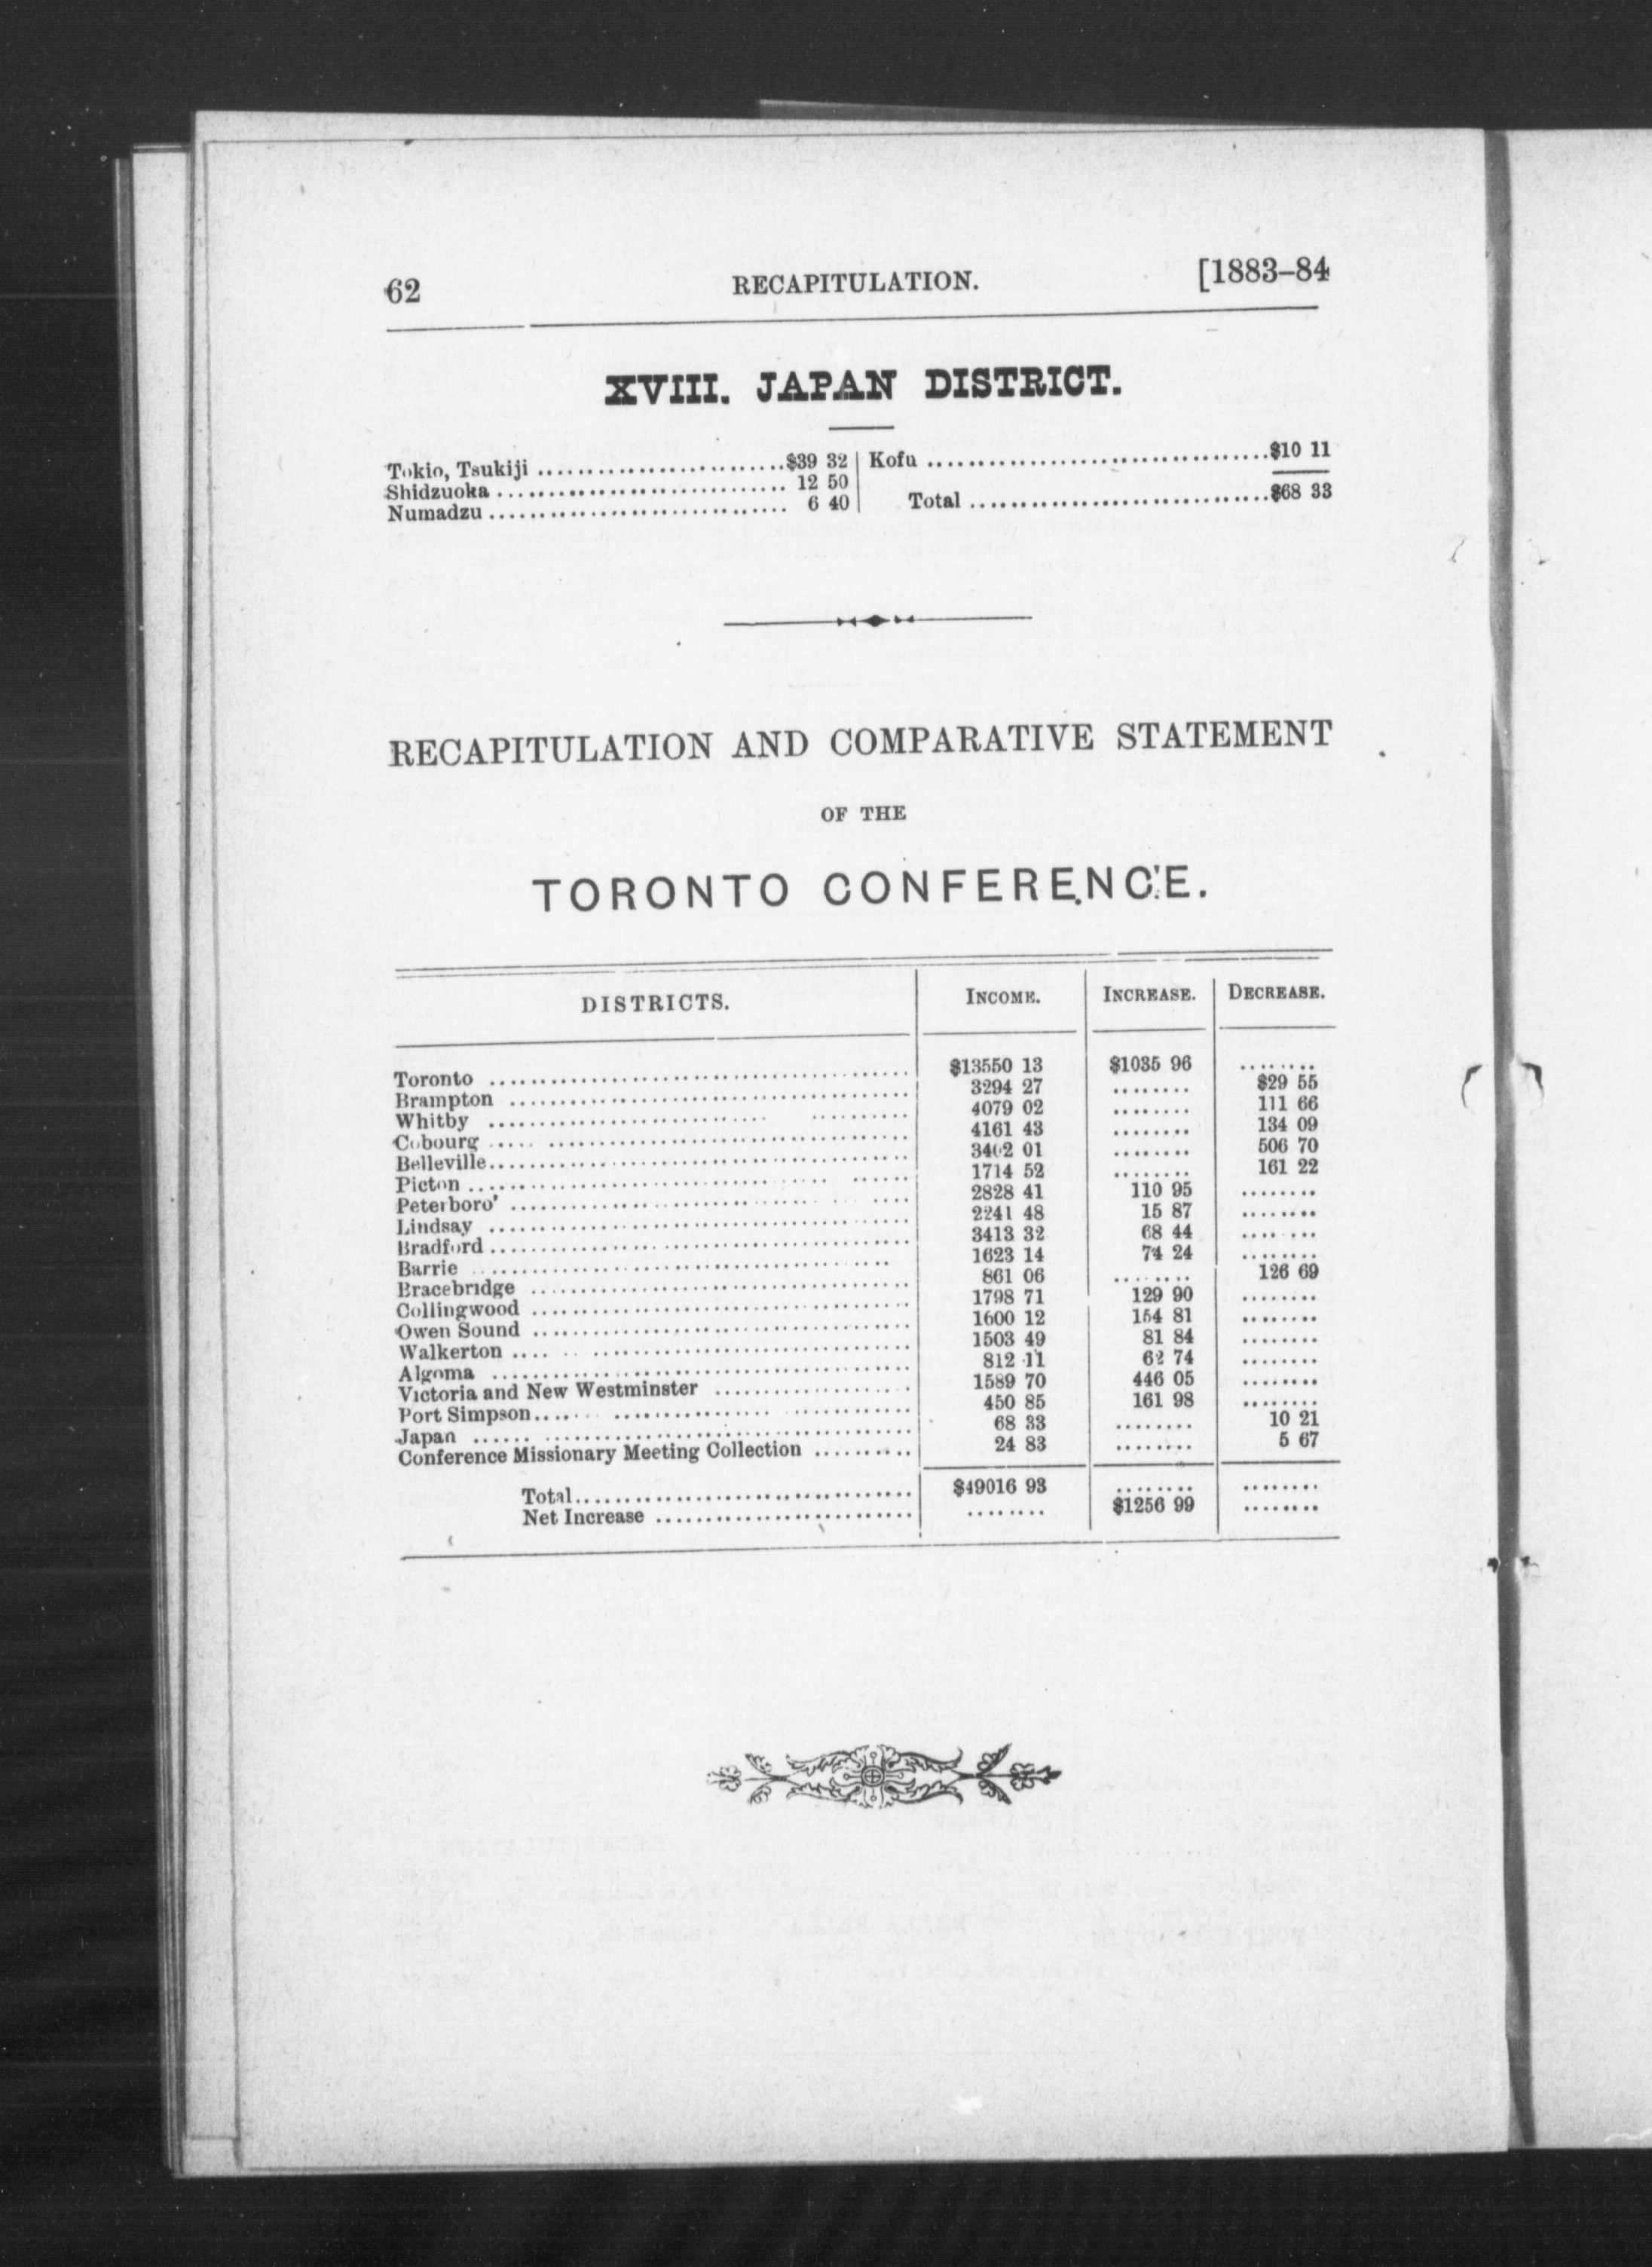 62 RECAPITULATION. [1883–84
XVIII. JAPAN DISTRICT.
Tokio, Tsukiji ........................... $39 32
Shidzuoka ............................. 12 50
Numadzu .............................. 6 40
Kofu .................................. $10 11
Total .............................. $68 33
RECAPITULATION AND COMPARATIVE STATEMENT
OF THE
TORONTO CONFERENCE.
DISTRICTS. INCOME. INCREASE. DECREASE.
Toronto .......... $13550 13 $1035 96 ........
Brampton .......... 3294 27 ........ $29 55
Whitby .......... 4079 02 ........ 111 66
Cobourg .......... 4161 43 ........ 134 09
Belleville .......... 3402 01 ........ 506 70
Picton .......... 1714 52 ........ 161 22
Peterboro' .......... 2828 41 110 95 ........
Lindsay .......... 2241 48 15 87 ........
Bradford .......... 3413 32 68 44 ........
Barrie .......... 1623 14 74 24 ........
Bracebridge .......... 861 06 ........ 126 69
Collingwood .......... 1798 71 129 90 ........
Owen Sound .......... 1600 12 154 81 ........
Walkerton .......... 1503 49 81 84 ........
Algoma .......... 812 11 62 74 ........
Victoria and New Westminster .......... 1589 70 446 05 ........
Port Simpson .......... 450 85 161 98 ........
Japan .......... 68 33 ........ 10 21
Conference Missionary Meeting Collection .......... 24 83 ........ 5 67
Total .......... $49016 93 ........ ........
Net Increase .......... ........ $1256 99 ........